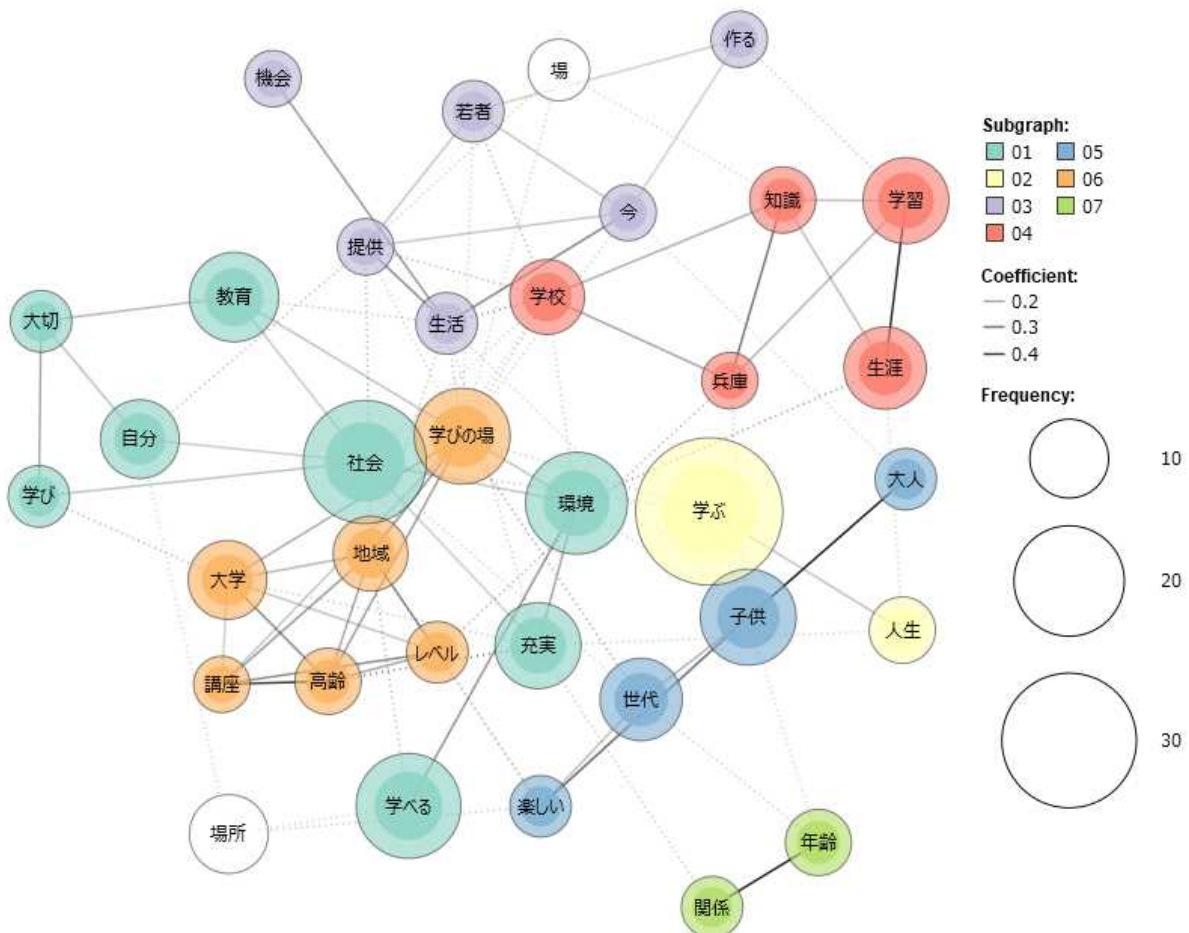 作る
場
機会
若者
Subgraph:
01 05
02 06
03 07
04
知識
学習
今
提供
教育
学校
生活
大切
Coefficient:
0.2
0.3
0.4
生涯
兵庫
Frequency:
自分
学びの場
社会
10
大人
学び
環境
学ぶ
地域
大学
20
子供
人生
充実
レベル
高齢
講座
世代
30
学べる
楽しい
場所
年齢
関係